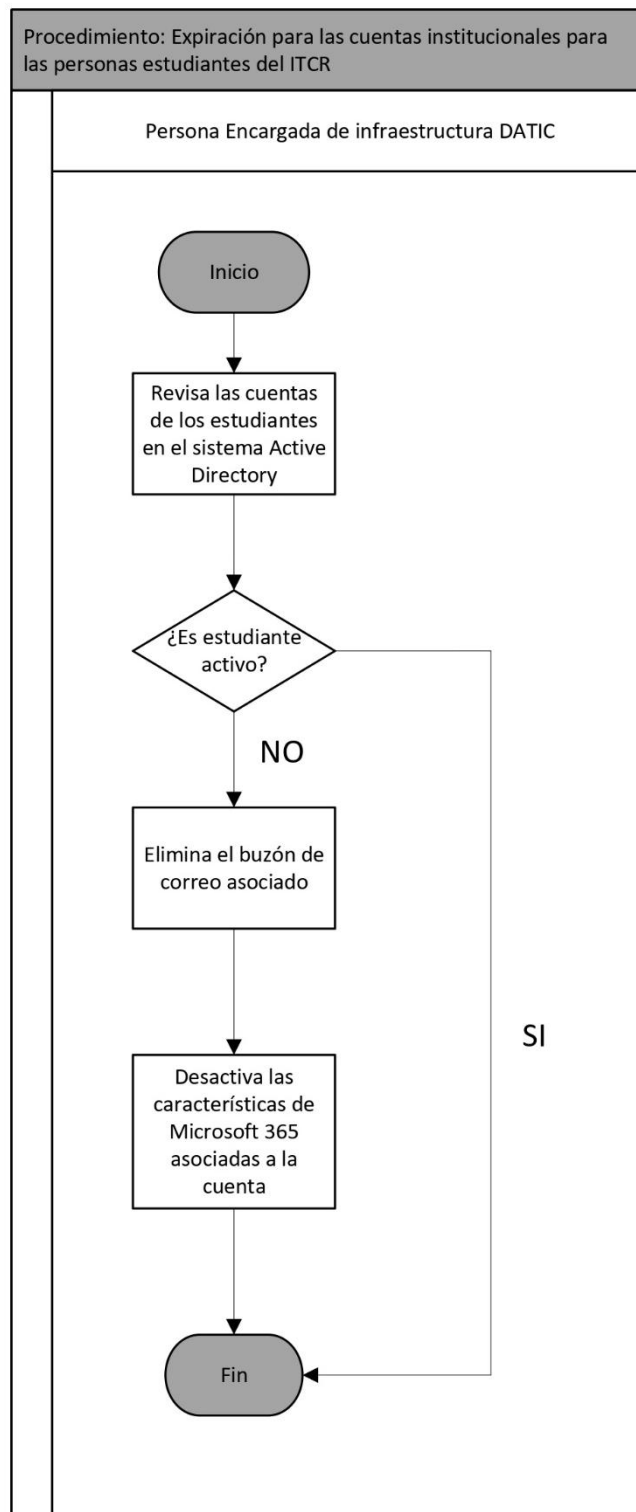 Procedimiento: Expiración para las cuentas institucionales para
las personas estudiantes del ITCR
Persona Encargada de infraestructura DATIC
Inicio
Revisa las cuentas
de los estudiantes
en el sistema Active
Directory
¿Es estudiante
activo?
NO
Elimina el buzón de
correo asociado
SI
Desactiva las
características de
Microsoft 365
asociadas a la
cuenta
Fin